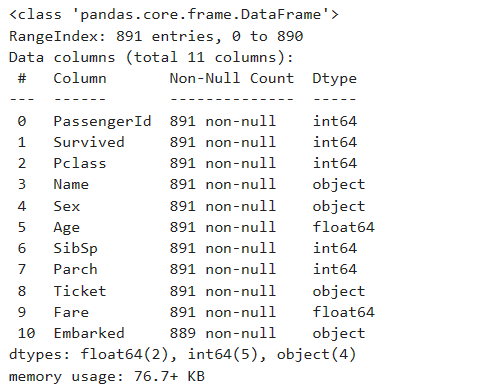 <class 'pandas.core.frame.DataFrame'>
RangeIndex: 891 entries, 0 to 890
Data columns (total 11 columns):
 #   Column       Non-Null Count  Dtype
---  ------       --------------  -----
 0   PassengerId  891 non-null    int64
 1   Survived     891 non-null    int64
 2   Pclass       891 non-null    int64
 3   Name         891 non-null    object
 4   Sex          891 non-null    object
 5   Age          891 non-null    float64
 6   SibSp        891 non-null    int64
 7   Parch        891 non-null    int64
 8   Ticket       891 non-null    object
 9   Fare         891 non-null    float64
 10  Embarked     889 non-null    object
dtypes: float64(2), int64(5), object(4)
memory usage: 76.7+ KB